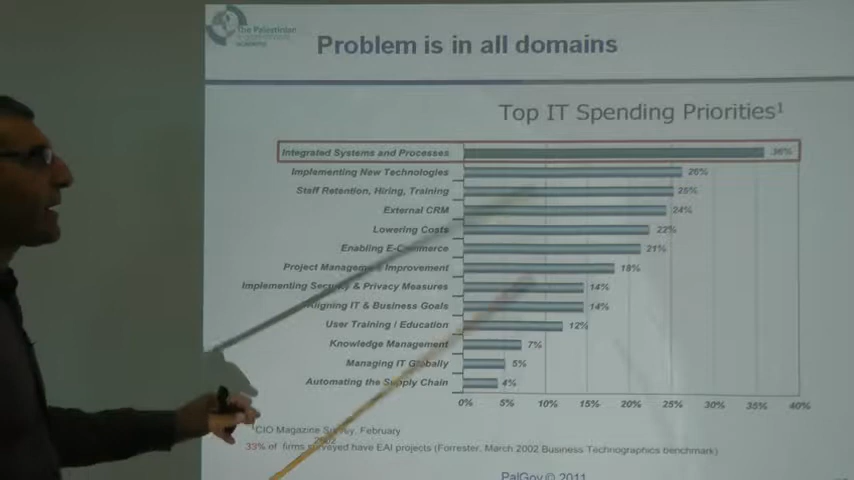 The Palestinian
Problem is in all domains
Top IT Spending Priorities¹
Integrated Systems and Processes 36%
Implementing New Technologies 26%
Staff Retention, Hiring, Training 25%
External CRM 24%
Lowering Costs 22%
Enabling E-Commerce 21%
Project Management Improvement 18%
Implementing Security & Privacy Measures 14%
Aligning IT & Business Goals 14%
User Training / Education 12%
Knowledge Management 7%
Managing IT Globally 5%
Automating the Supply Chain 4%
0% 5% 10% 15% 20% 25% 30% 35% 40%
¹CIO Magazine Survey, February
2002
33% of firms surveyed have EAI projects (Forrester, March 2002 Business Technographics benchmark)
PalGov © 2011